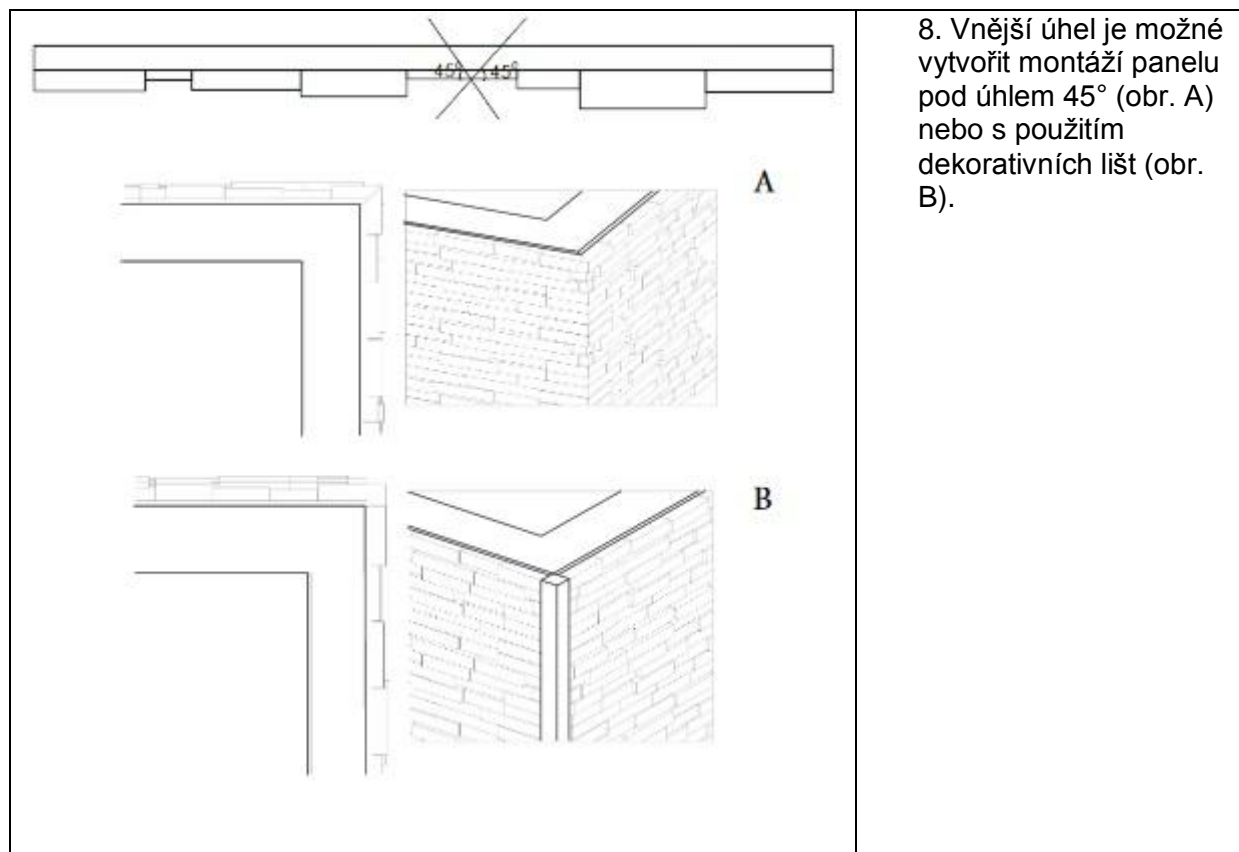 45° 45°
A
B
8. Vnější úhel je možné
vytvořit montáží panelu
pod úhlem 45° (obr. A)
nebo s použitím
dekorativních lišt (obr.
B).